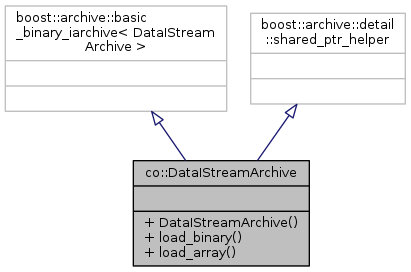 boost::archive::basic
_binary_iarchive< DataIStream
Archive >
boost::archive::detail
::shared_ptr_helper
co::DataIStreamArchive
+ DataIStreamArchive()
+ load_binary()
+ load_array()